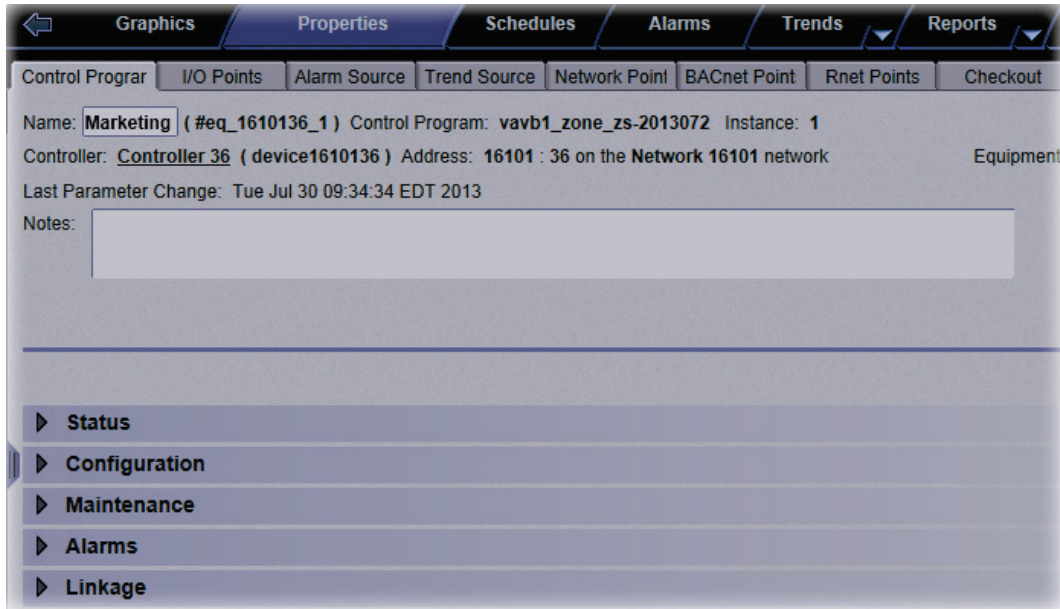 Graphics Properties Schedules Alarms Trends Reports
Control Prograr I/O Points Alarm Source Trend Source Network Point BACnet Point Rnet Points Checkout
Name: Marketing ( #eq_1610136_1 ) Control Program: vavb1_zone_zs-2013072 Instance: 1
Controller: Controller 36 ( device1610136 ) Address: 16101 : 36 on the Network 16101 network Equipment
Last Parameter Change: Tue Jul 30 09:34:34 EDT 2013
Notes:
Status
Configuration
Maintenance
Alarms
Linkage